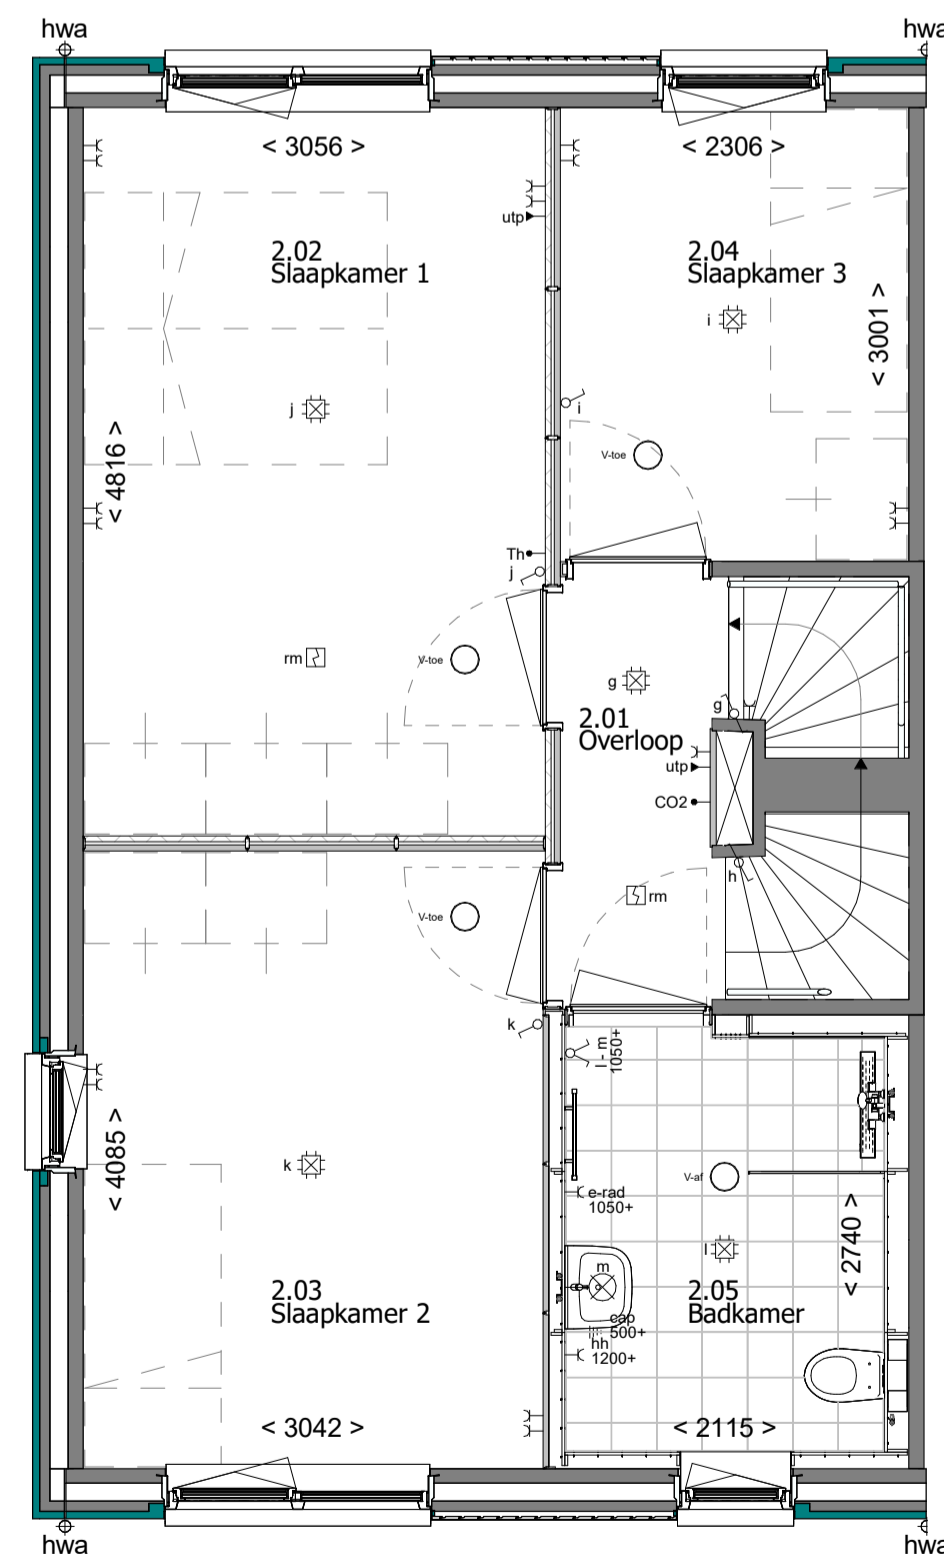 hwa
hwa
< 3056 >
< 2306 >
utp
2.02
Slaapkamer 1
2.04
Slaapkamer 3
i
< 3001 >
j
i
< 4816 >
V-toe
Th
j
rm
V-toe
g
g
2.01
Overloop
utp
CO2
h
rm
V-toe
k
l - m
1050+
< 4085 >
k
V-af
e-rad
1050+
< 2740 >
l
m
2.03
Slaapkamer 2
2.05
Badkamer
cap
500+
hh
1200+
< 3042 >
< 2115 >
hwa
hwa